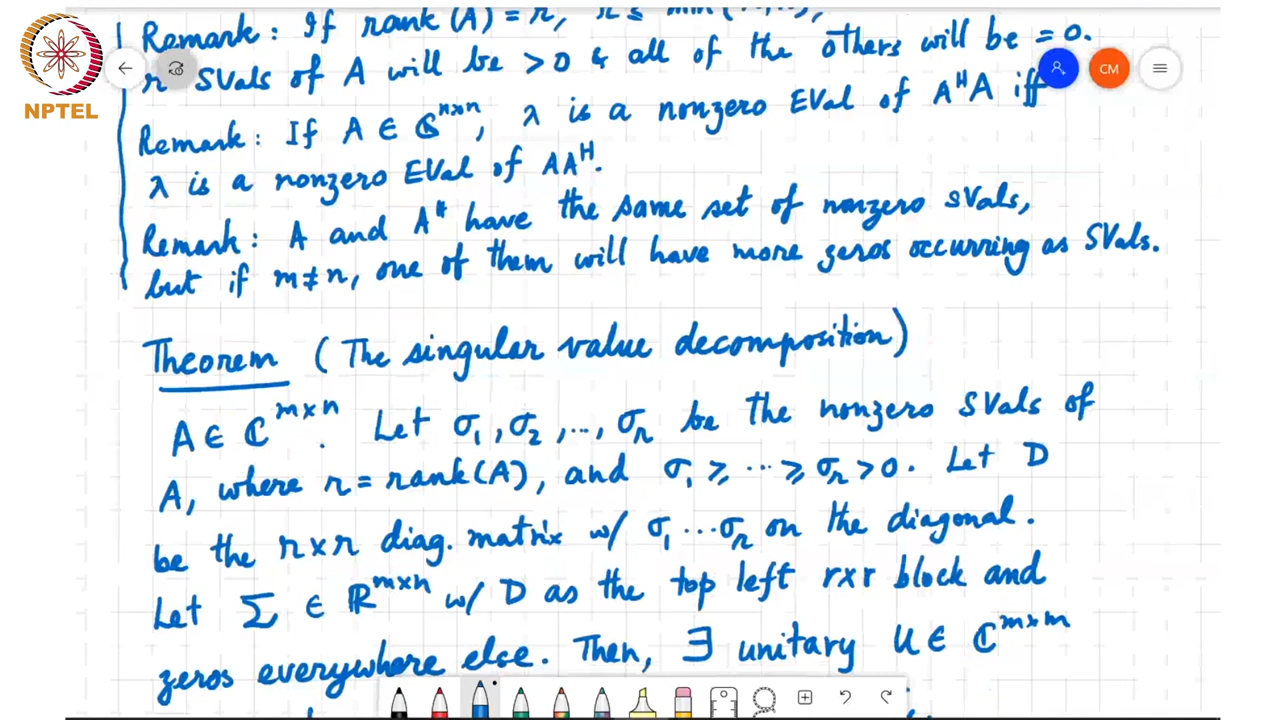 Remark: If rank (A) = r, r ≤ min(m,n),
r SVals of A will be > 0 & all of the others will be = 0.
Remark: If A ∈ ℂ^{n×n}, λ is a nonzero EVal of A^H A iff
λ is a nonzero EVal of AA^H.
Remark: A and A^H have the same set of nonzero SVals,
but if m ≠ n, one of them will have more zeros occurring as SVals.
Theorem (The singular value decomposition)
A ∈ ℂ^{m×n}. Let σ₁, σ₂, ..., σᵣ be the nonzero SVals of
A, where r = rank(A), and σ₁ ≥ ... ≥ σᵣ > 0. Let D
be the r×r diag. matrix w/ σ₁ ... σᵣ on the diagonal.
Let Σ ∈ ℝ^{m×n} w/ D as the top left r×r block and
zeros everywhere else. Then, ∃ unitary U ∈ ℂ^{m×m}
NPTEL
CM